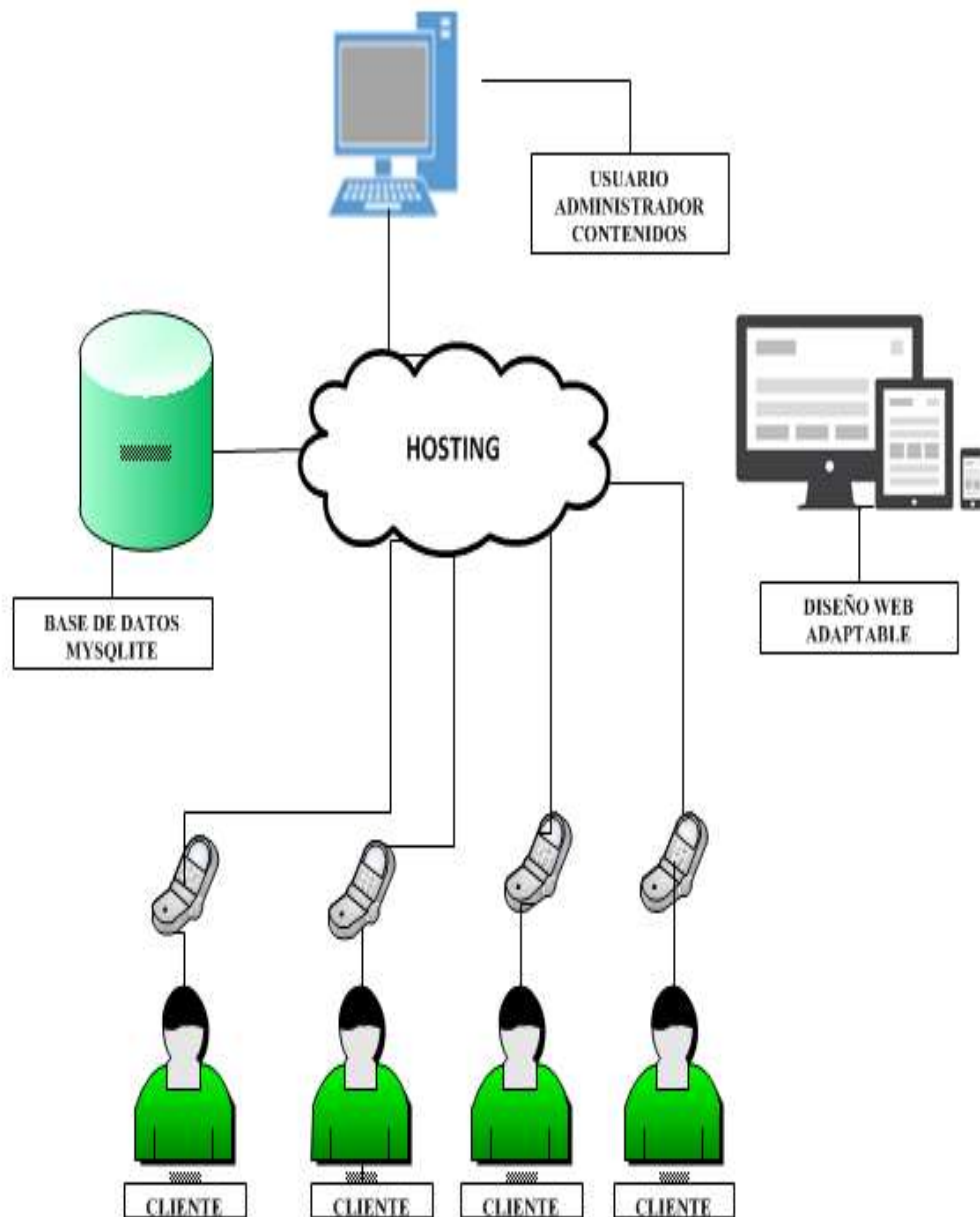 USUARIO
ADMINISTRADOR
CONTENIDOS
HOSTING
BASE DE DATOS
MYSQLITE
DISEÑO WEB
ADAPTABLE
CLIENTE
CLIENTE
CLIENTE
CLIENTE